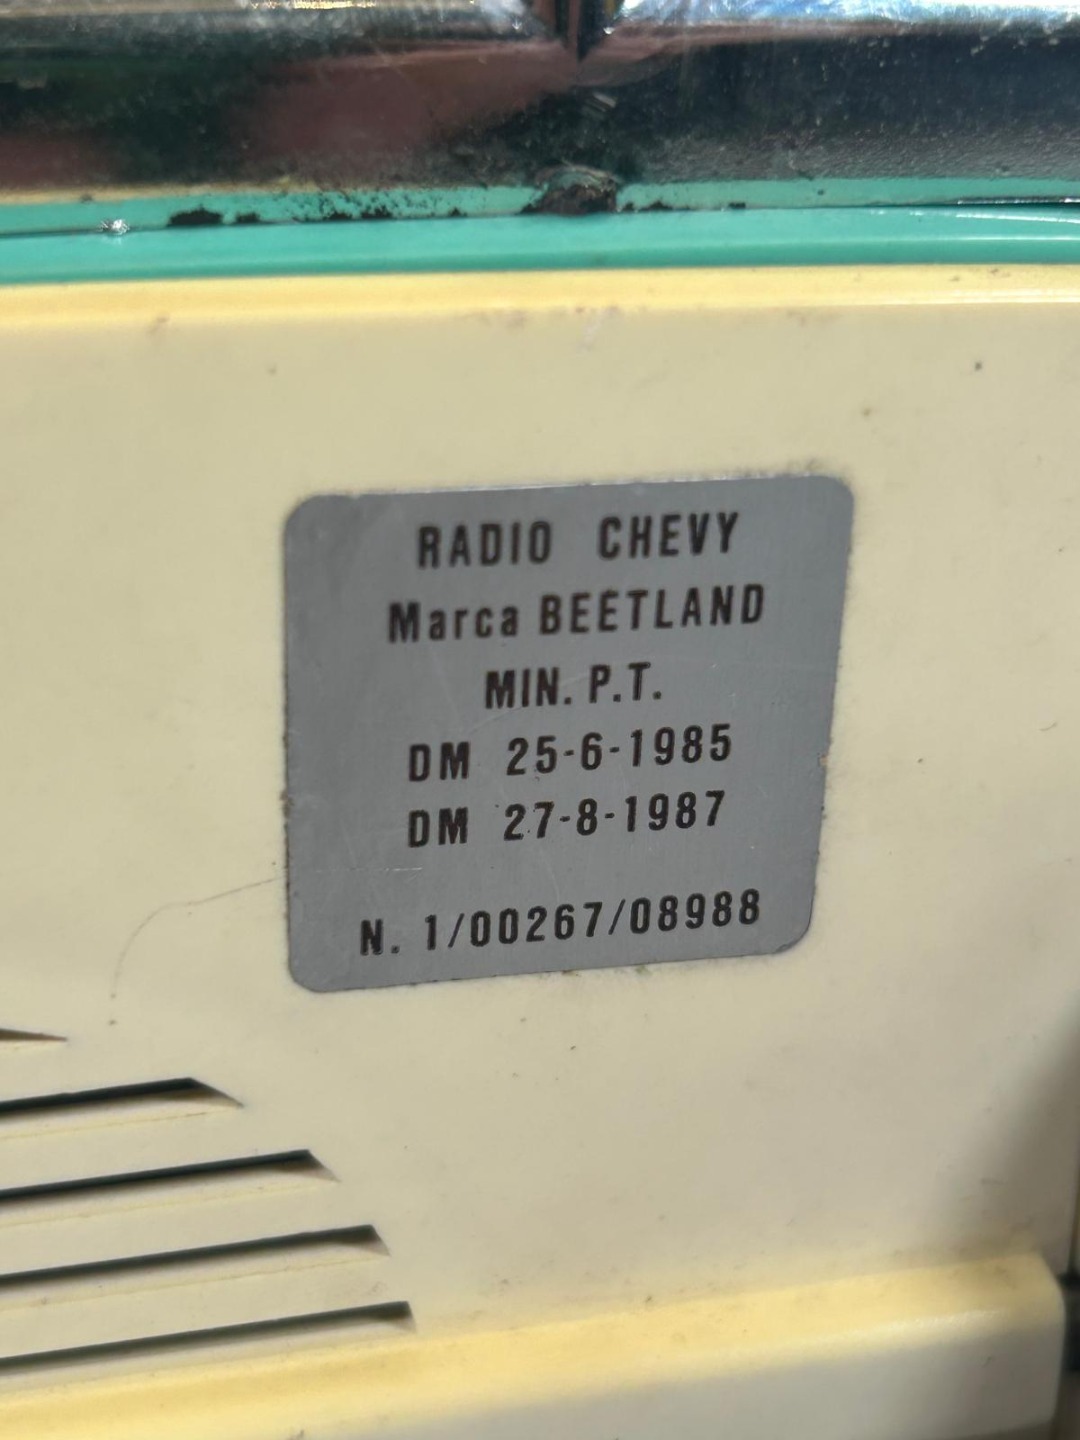 RADIO CHEVY
Marca BEETLAND
MIN. P.T.
DM 25-6-1985
DM 27-8-1987
N. 1/00267/08988